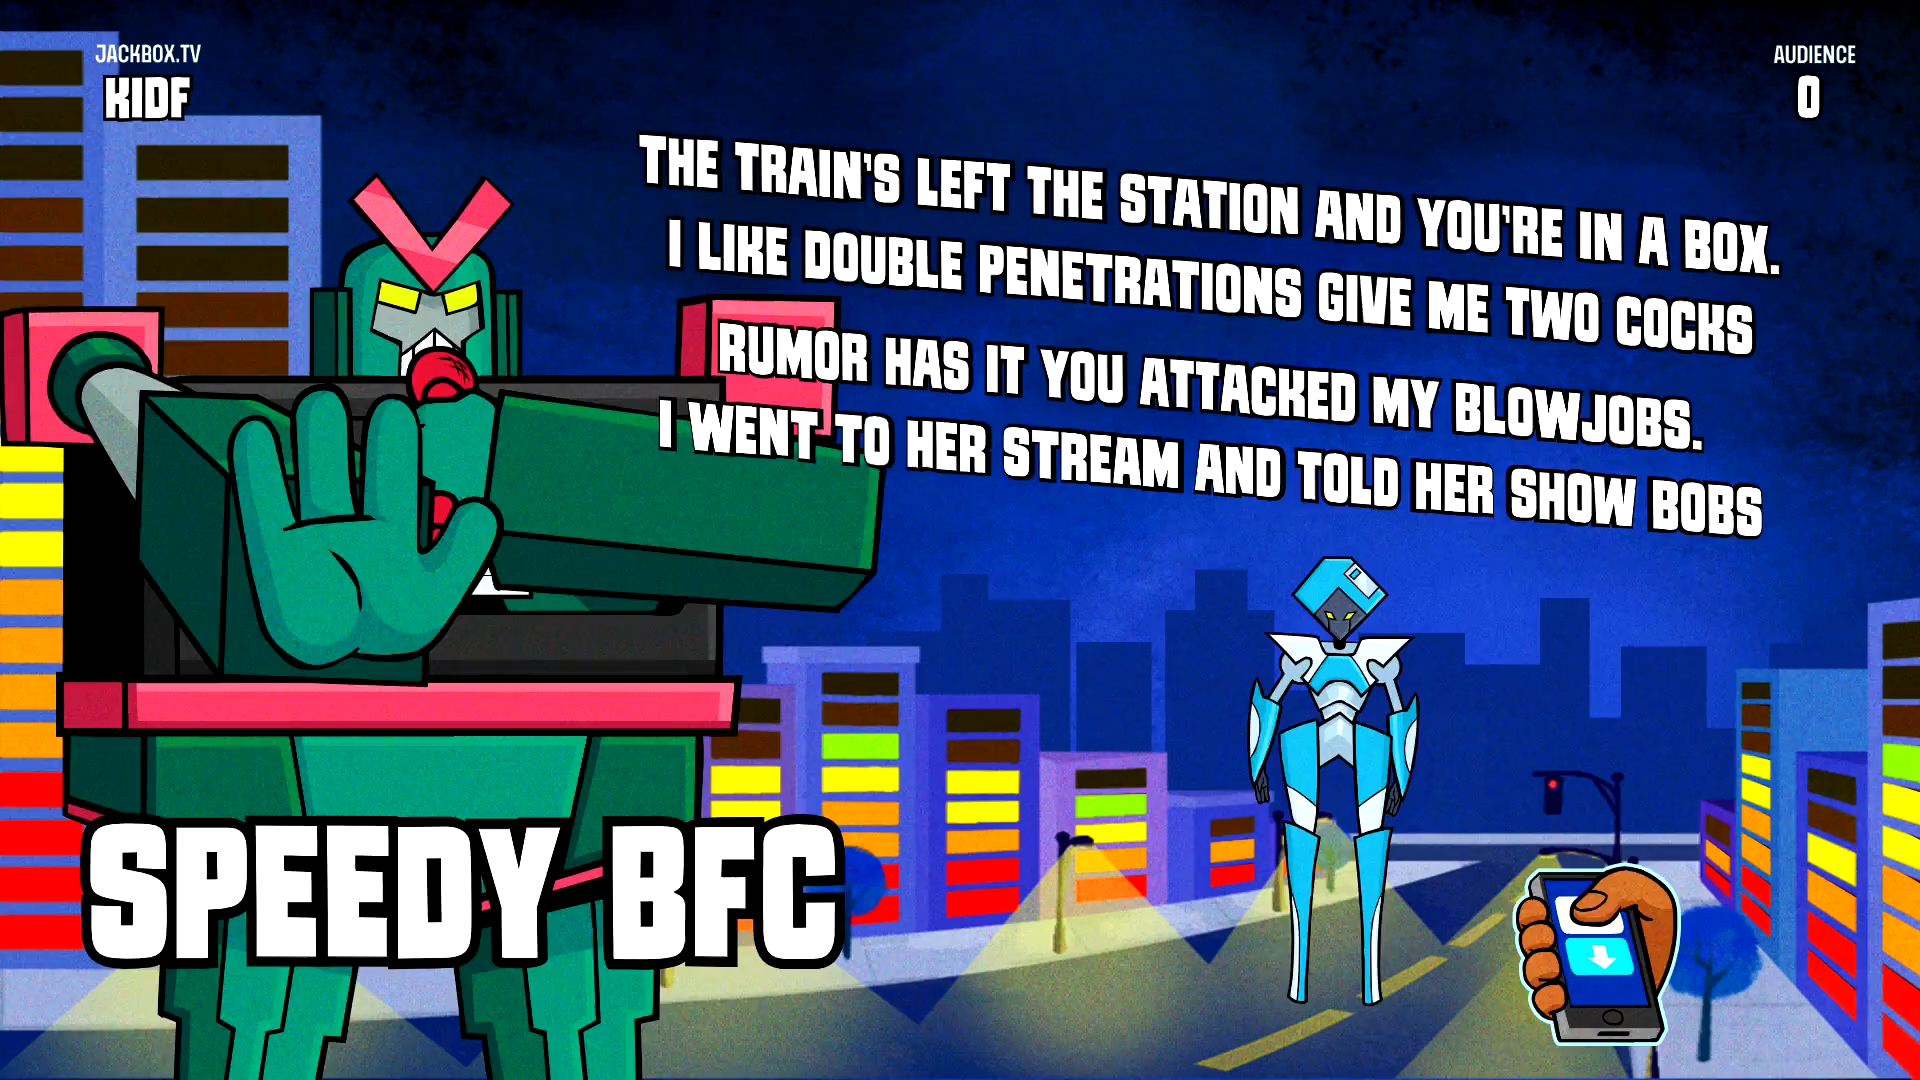 JACKBOX.TV
KIDF
AUDIENCE
0
THE TRAIN'S LEFT THE STATION AND YOU'RE IN A BOX.
I LIKE DOUBLE PENETRATIONS GIVE ME TWO COCKS
RUMOR HAS IT YOU ATTACKED MY BLOWJOBS.
I WENT TO HER STREAM AND TOLD HER SHOW BOBS
SPEEDY BFC